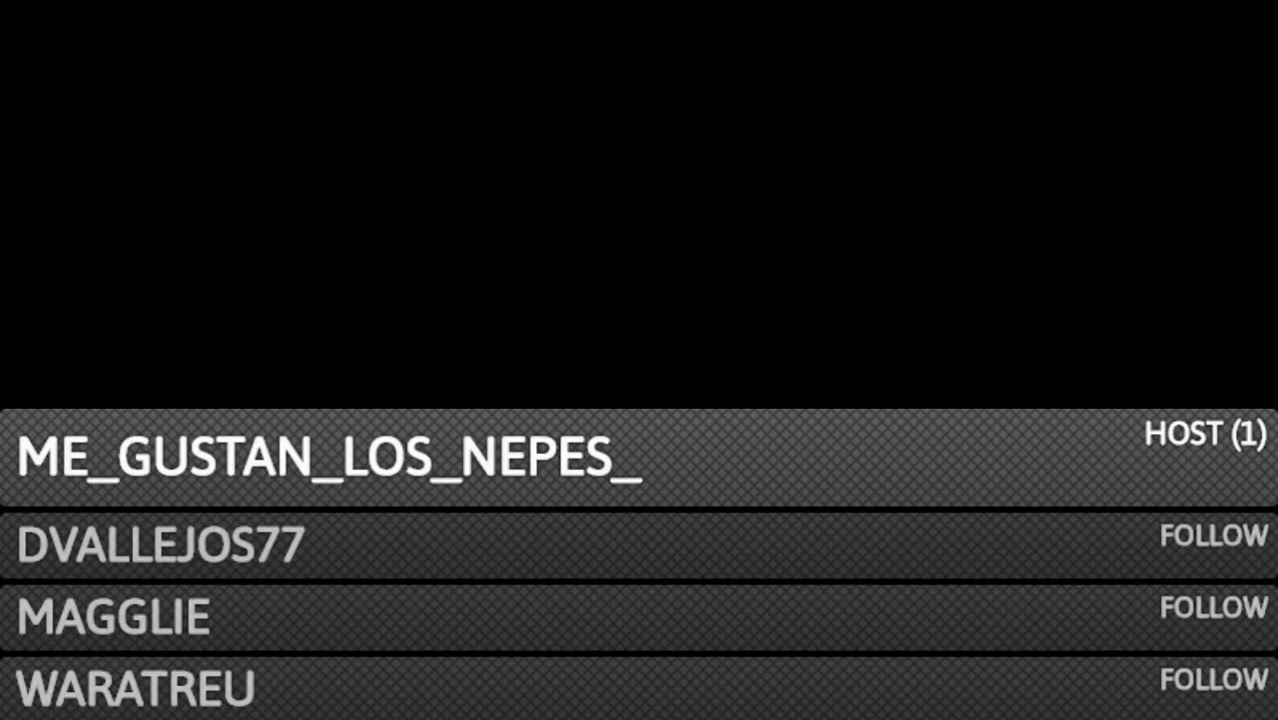 ME_GUSTAN_LOS_NEPES_ HOST (1)
DVALLEJOS77 FOLLOW
MAGGLIE FOLLOW
WARATREU FOLLOW